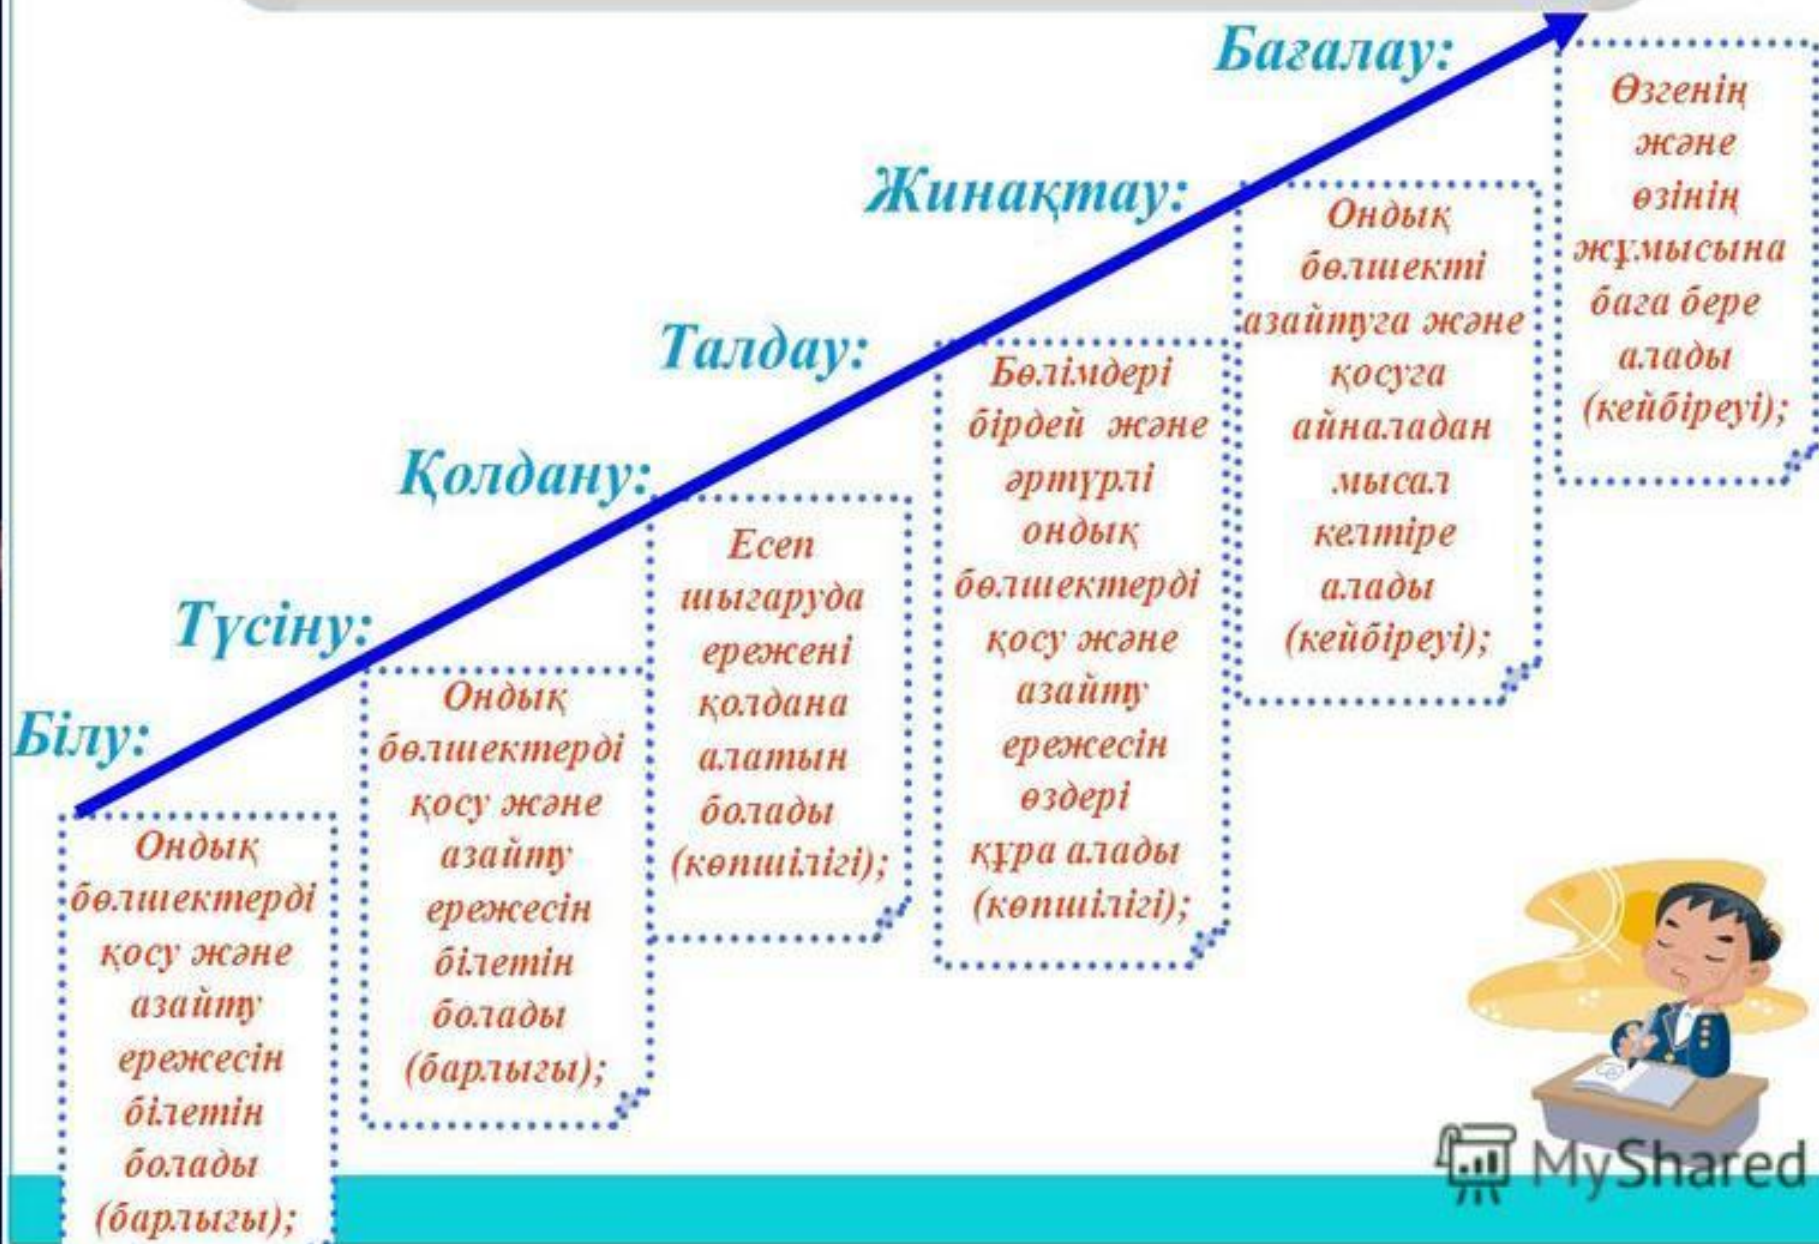 Білу:
Ондық
бөлшектерді
қосу және
азайту
ережесін
білетін
болады
(барлығы);
Түсіну:
Ондық
бөлшектерді
қосу және
азайту
ережесін
білетін
болады
(барлығы);
Қолдану:
Есеп
шығаруда
ережені
қолдана
алатын
болады
(көпшілігі);
Талдау:
Бөлімдері
бірдей және
әртүрлі
ондық
бөлшектерді
қосу және
азайту
ережесін
өздері
құра алады
(көпшілігі);
Жинақтау:
Ондық
бөлшекті
азайтуға және
қосуға
айналадан
мысал
келтіре
алады
(кейбіреуі);
Бағалау:
Өзгенің
және
өзінің
жұмысына
баға бере
алады
(кейбіреуі);
MyShared